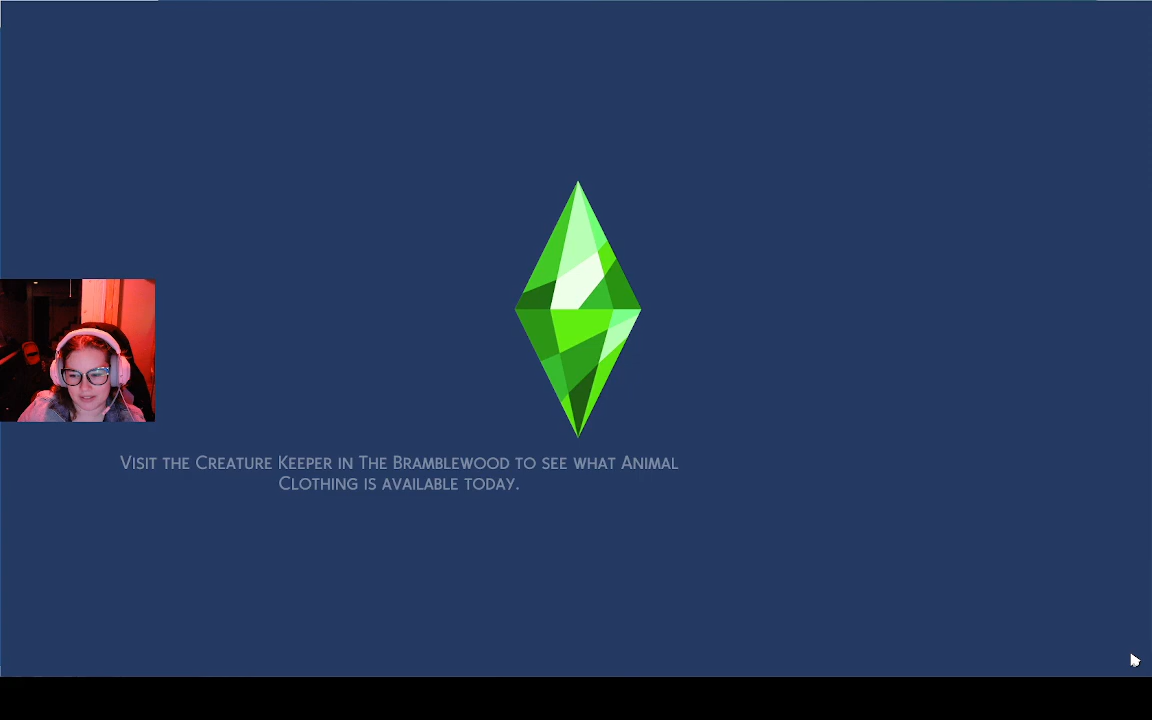 Visit the Creature Keeper in The Bramblewood to see what Animal
Clothing is available today.